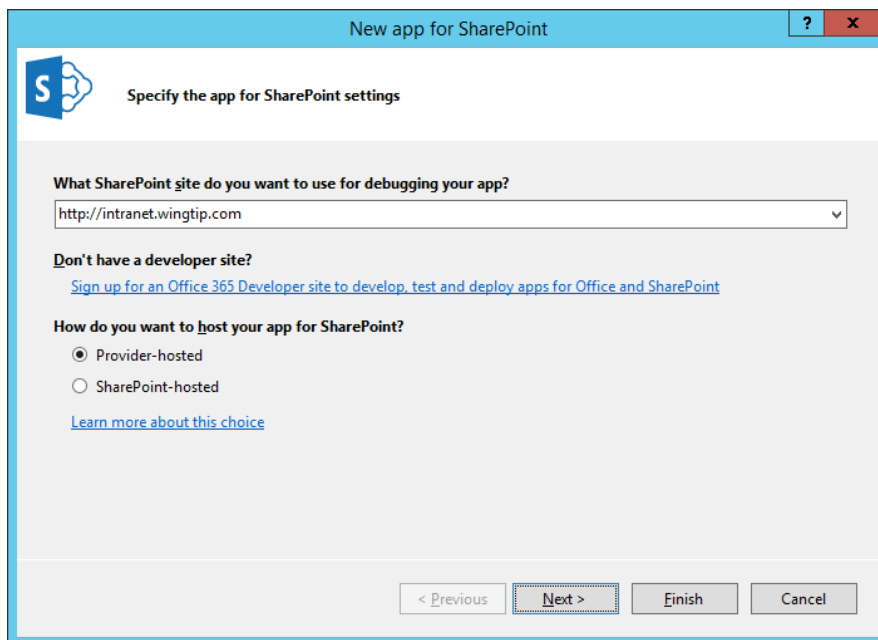 New app for SharePoint
? x
S
Specify the app for SharePoint settings
What SharePoint site do you want to use for debugging your app?
http://intranet.wingtip.com
Don't have a developer site?
Sign up for an Office 365 Developer site to develop, test and deploy apps for Office and SharePoint
How do you want to host your app for SharePoint?
Provider-hosted
SharePoint-hosted
Learn more about this choice
< Previous Next > Finish Cancel